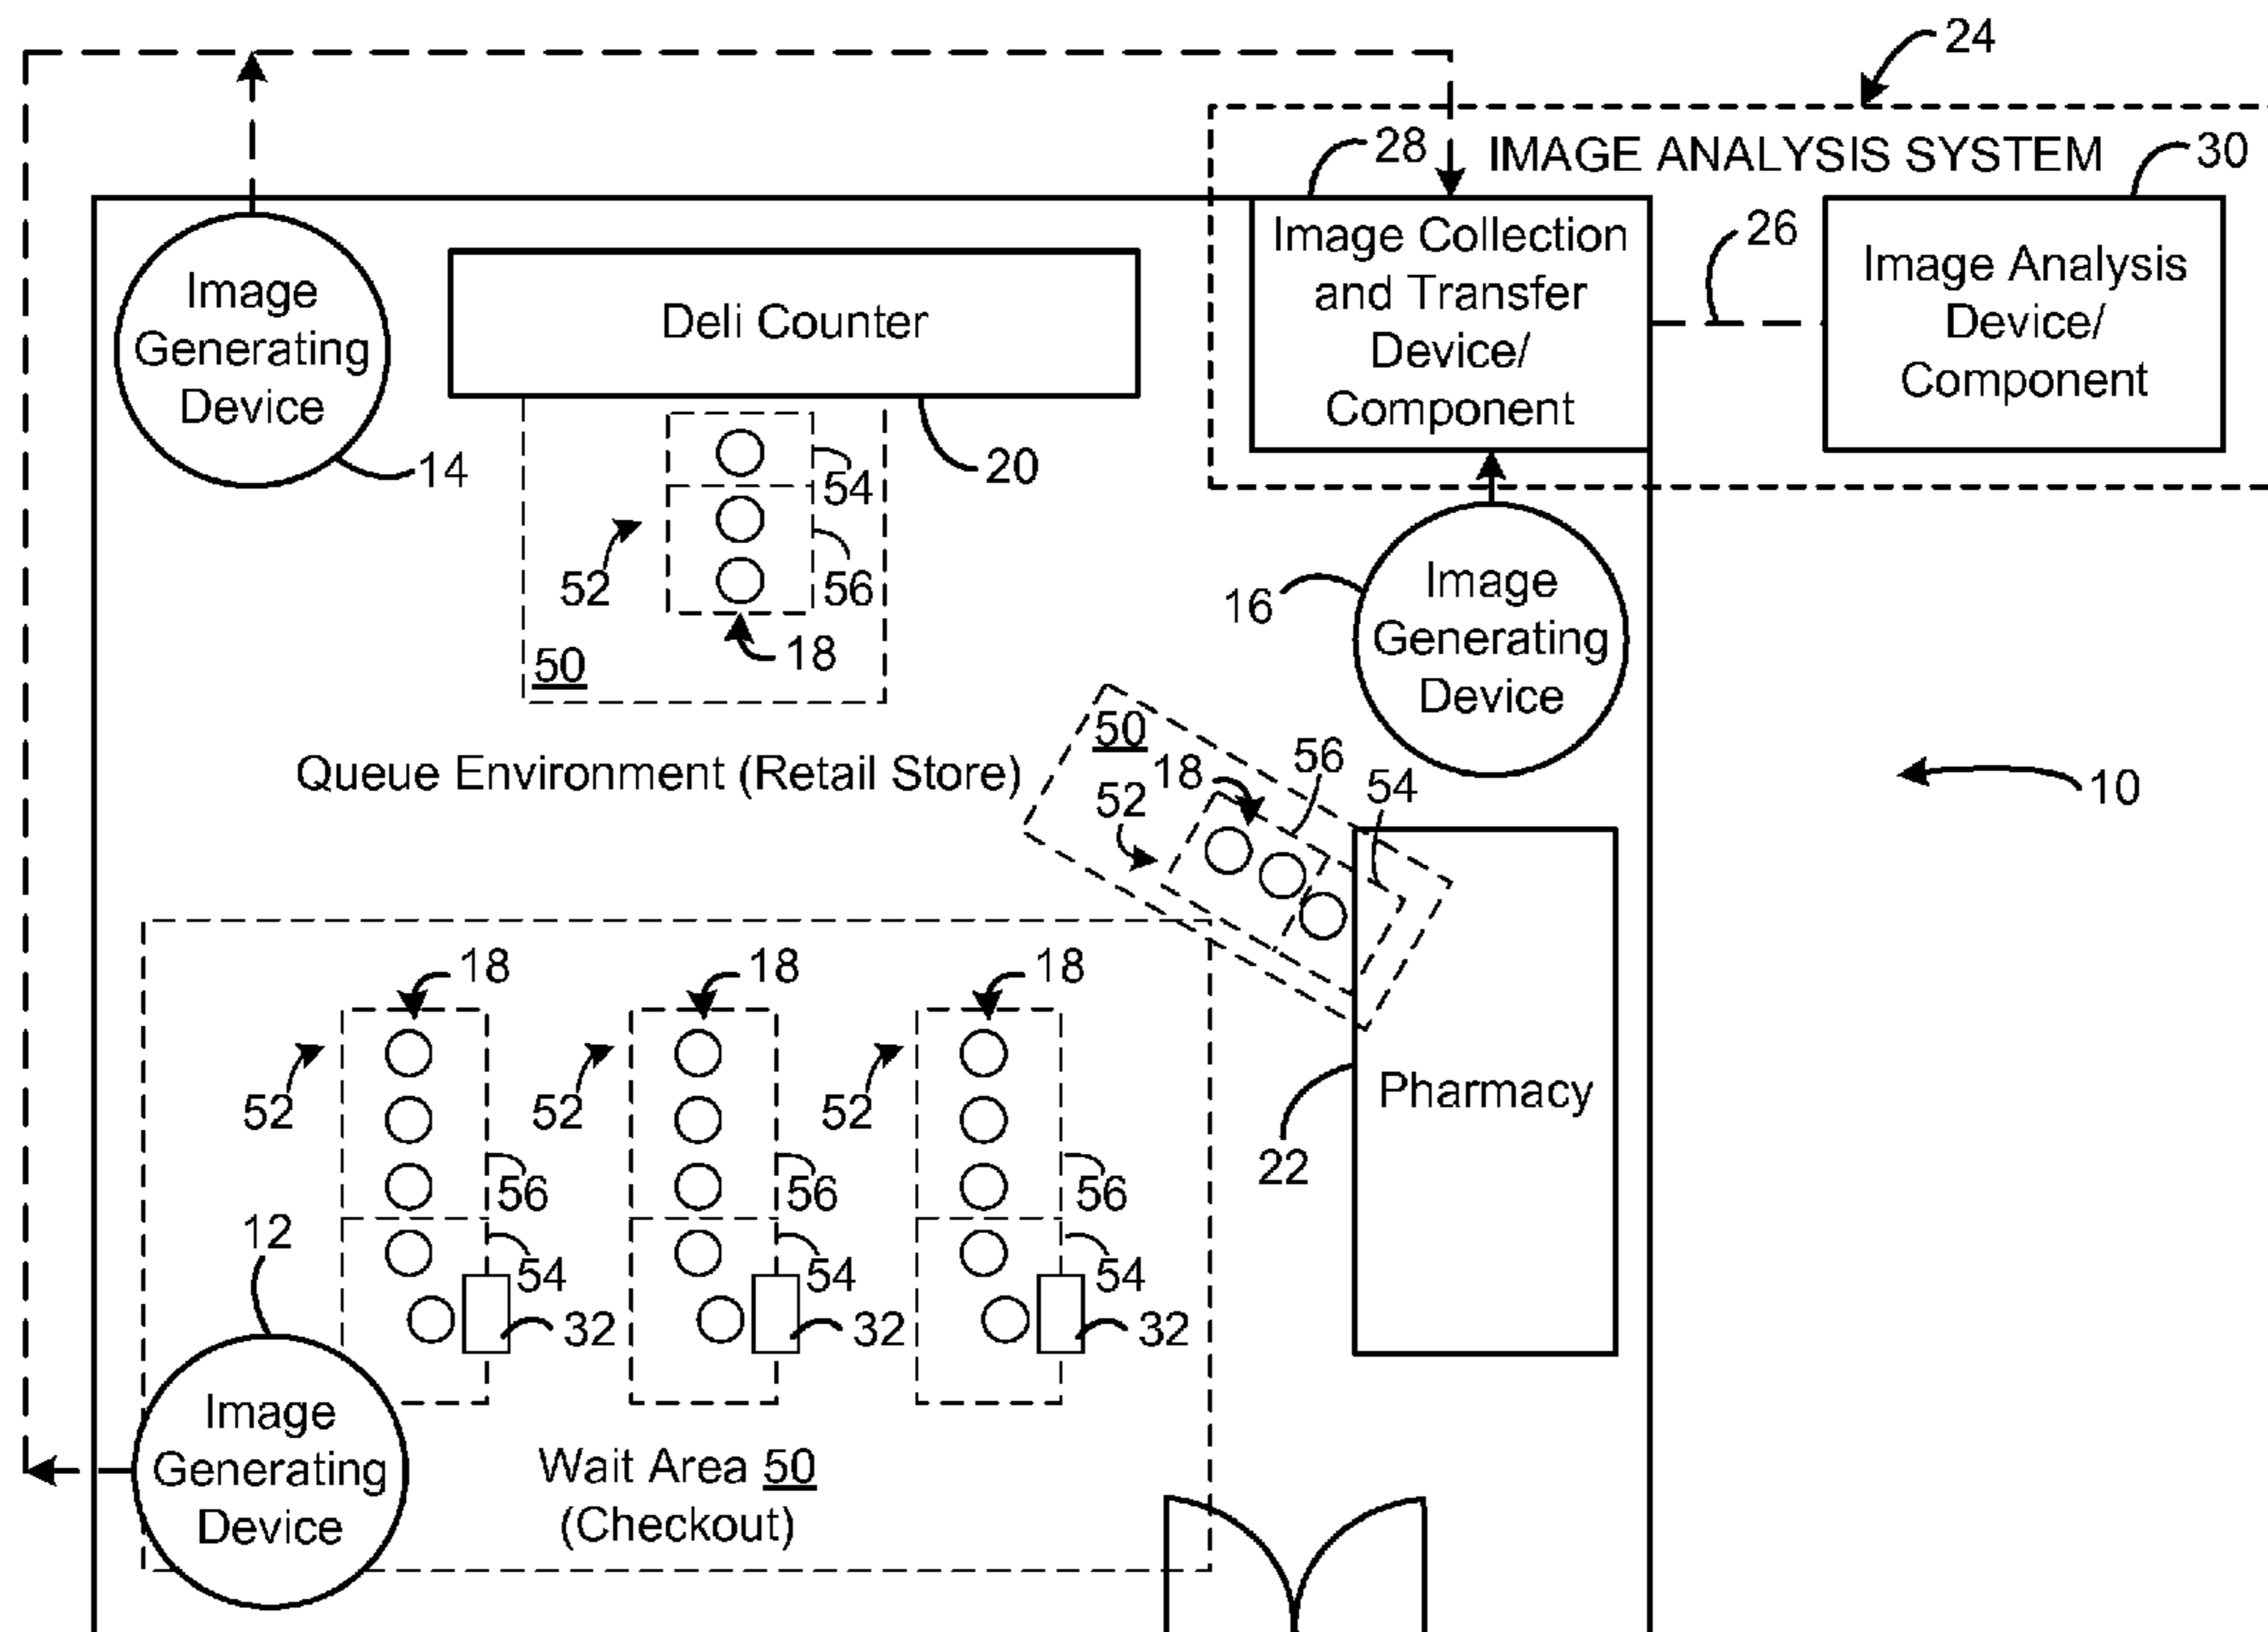 24
28
IMAGE ANALYSIS SYSTEM
30
Image
Generating
Device
14
Deli Counter
20
Image Collection
and Transfer
Device/
Component
26
Image Analysis
Device/
Component
54
52
56
18
50
16
Image
Generating
Device
Queue Environment (Retail Store)
50
18
56
52
54
10
18
18
18
52
52
52
56
56
56
Pharmacy
22
12
54
54
54
32
32
32
Image
Generating
Device
Wait Area 50
(Checkout)